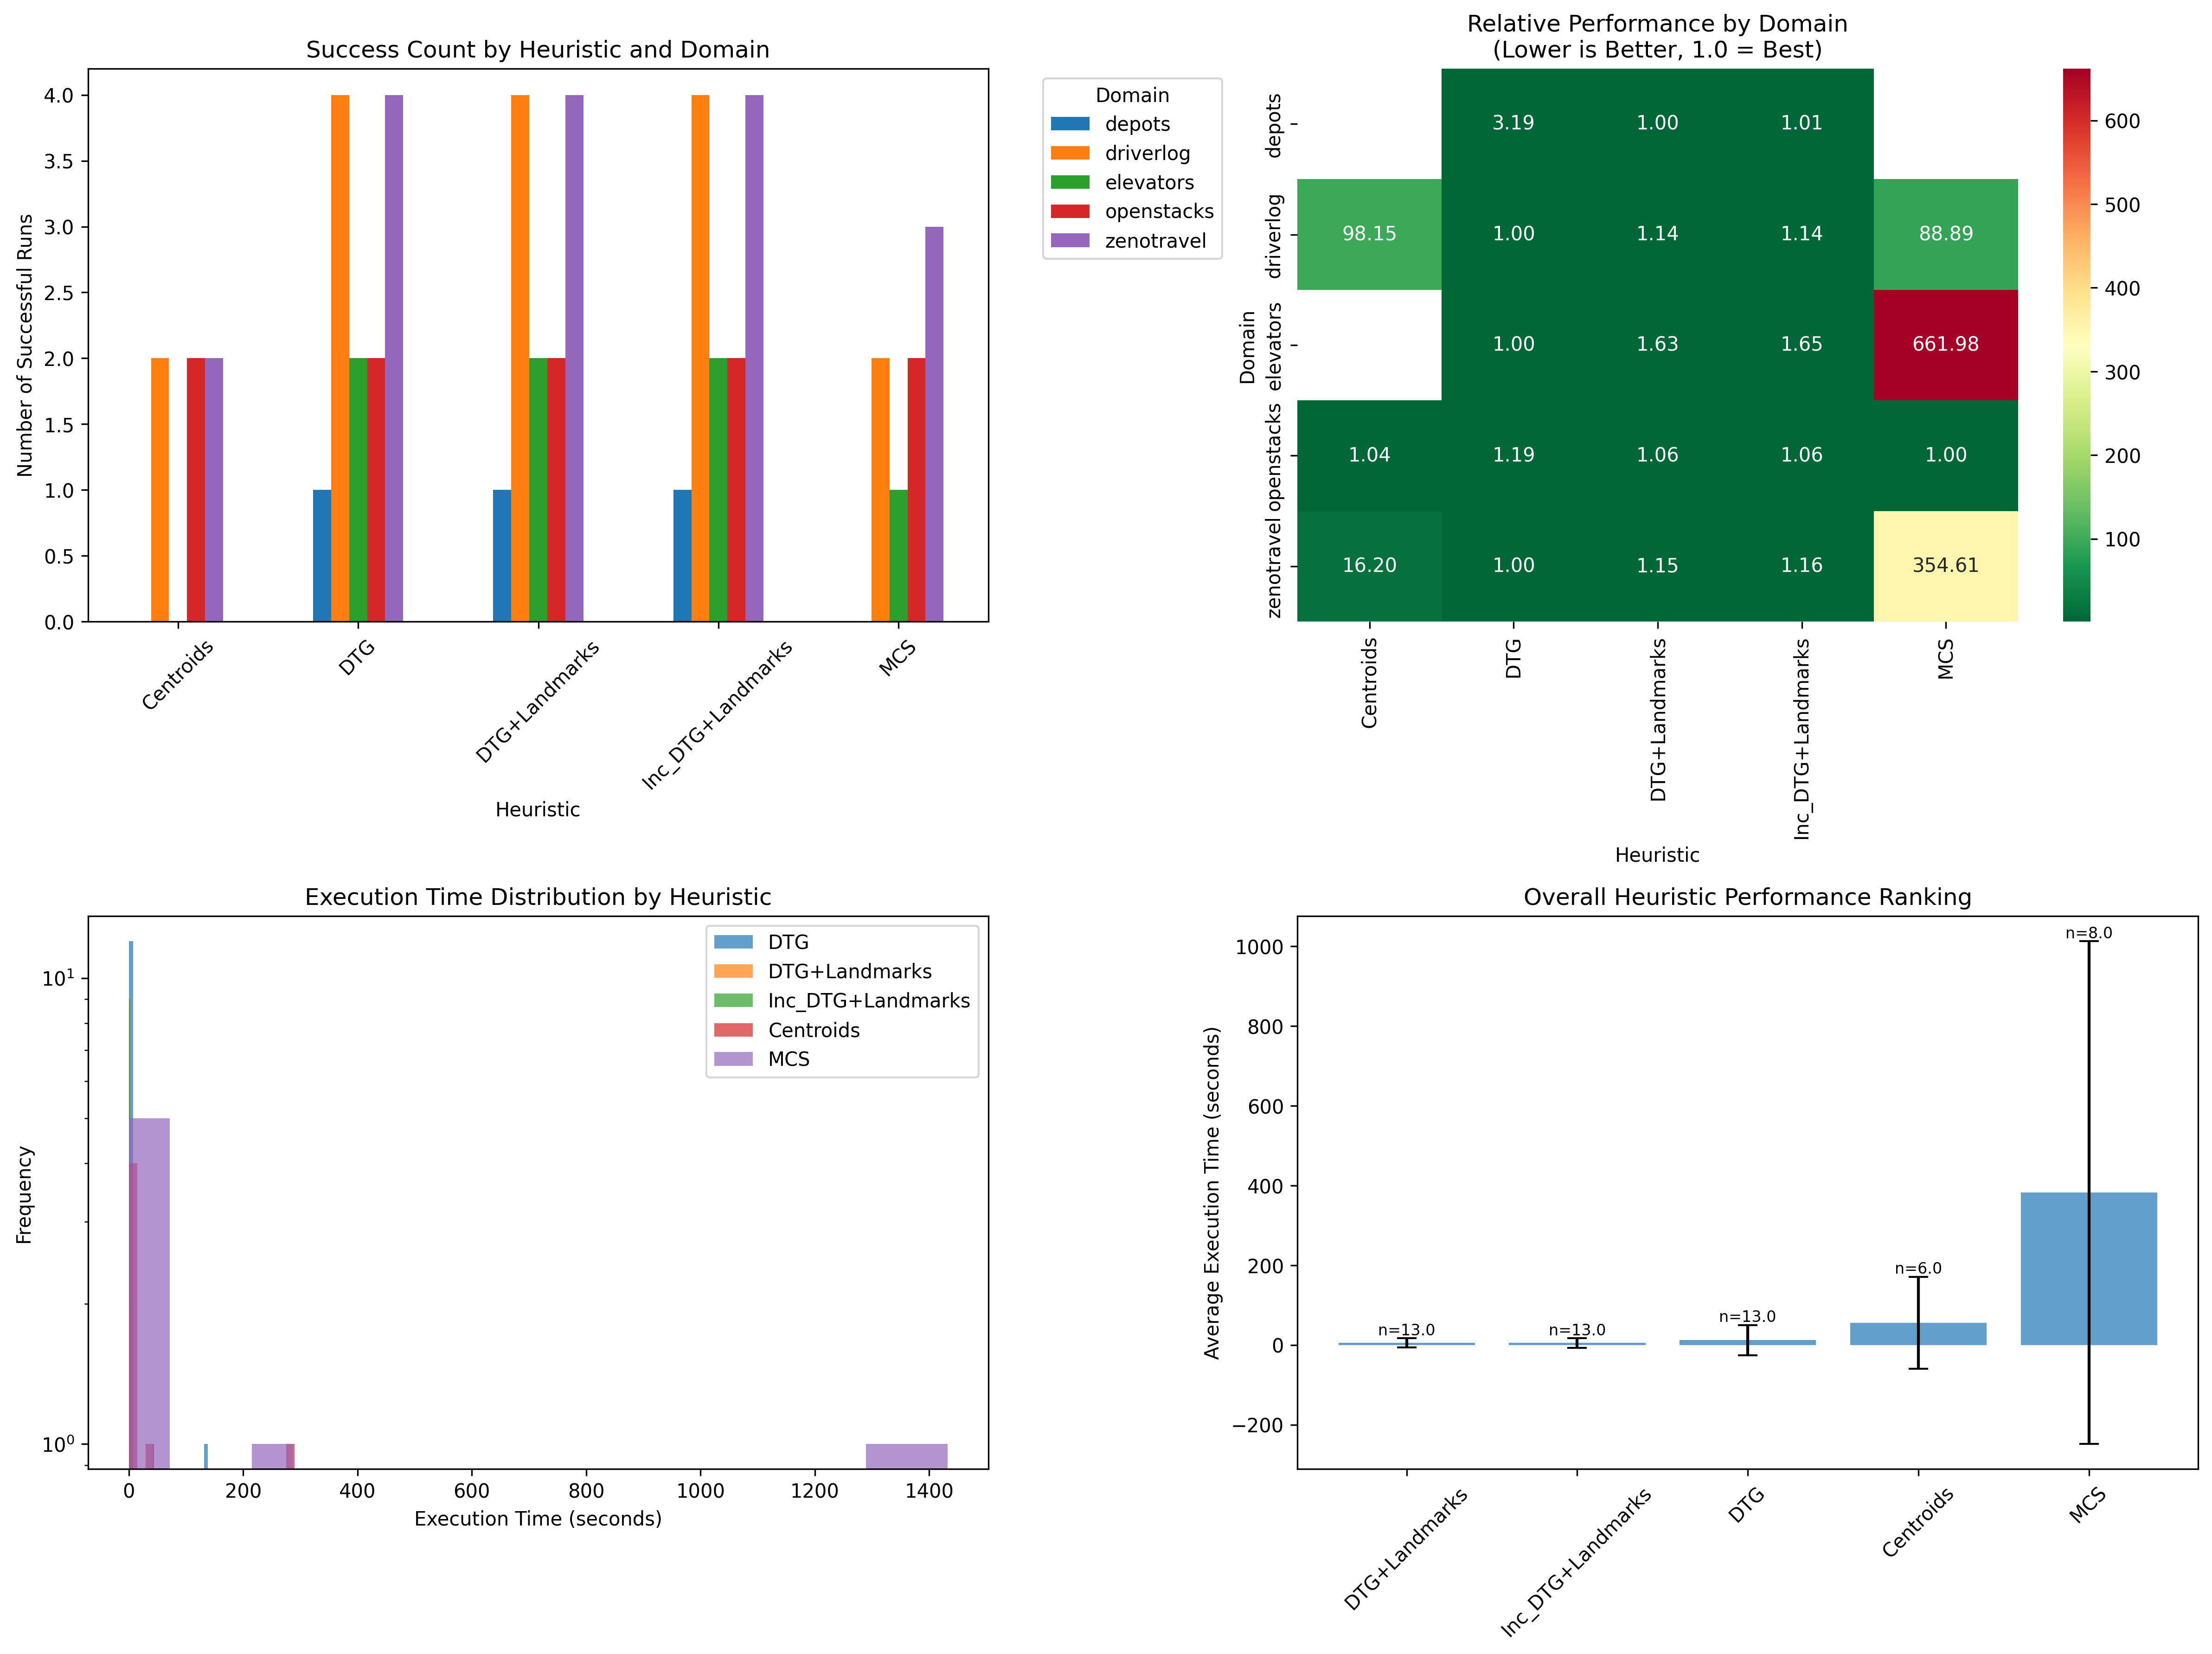 Success Count by Heuristic and Domain
Number of Successful Runs
4.0
3.5
3.0
2.5
2.0
1.5
1.0
0.5
0.0
Centroids
DTG
DTG+Landmarks
Inc_DTG+Landmarks
MCS
Heuristic
Domain
depots
driverlog
elevators
openstacks
zenotravel
Relative Performance by Domain
(Lower is Better, 1.0 = Best)
Domain
depots
driverlog
elevators
openstacks
zenotravel
3.19 1.00 1.01
98.15 1.00 1.14 1.14 88.89
1.00 1.63 1.65 661.98
1.04 1.19 1.06 1.06 1.00
16.20 1.00 1.15 1.16 354.61
Centroids
DTG
DTG+Landmarks
Inc_DTG+Landmarks
MCS
Heuristic
600
500
400
300
200
100
Execution Time Distribution by Heuristic
Frequency
10¹
10⁰
0 200 400 600 800 1000 1200 1400
Execution Time (seconds)
DTG
DTG+Landmarks
Inc_DTG+Landmarks
Centroids
MCS
Overall Heuristic Performance Ranking
Average Execution Time (seconds)
1000
800
600
400
200
0
−200
n=13.0
n=13.0
n=13.0
n=6.0
n=8.0
DTG+Landmarks
Inc_DTG+Landmarks
DTG
Centroids
MCS